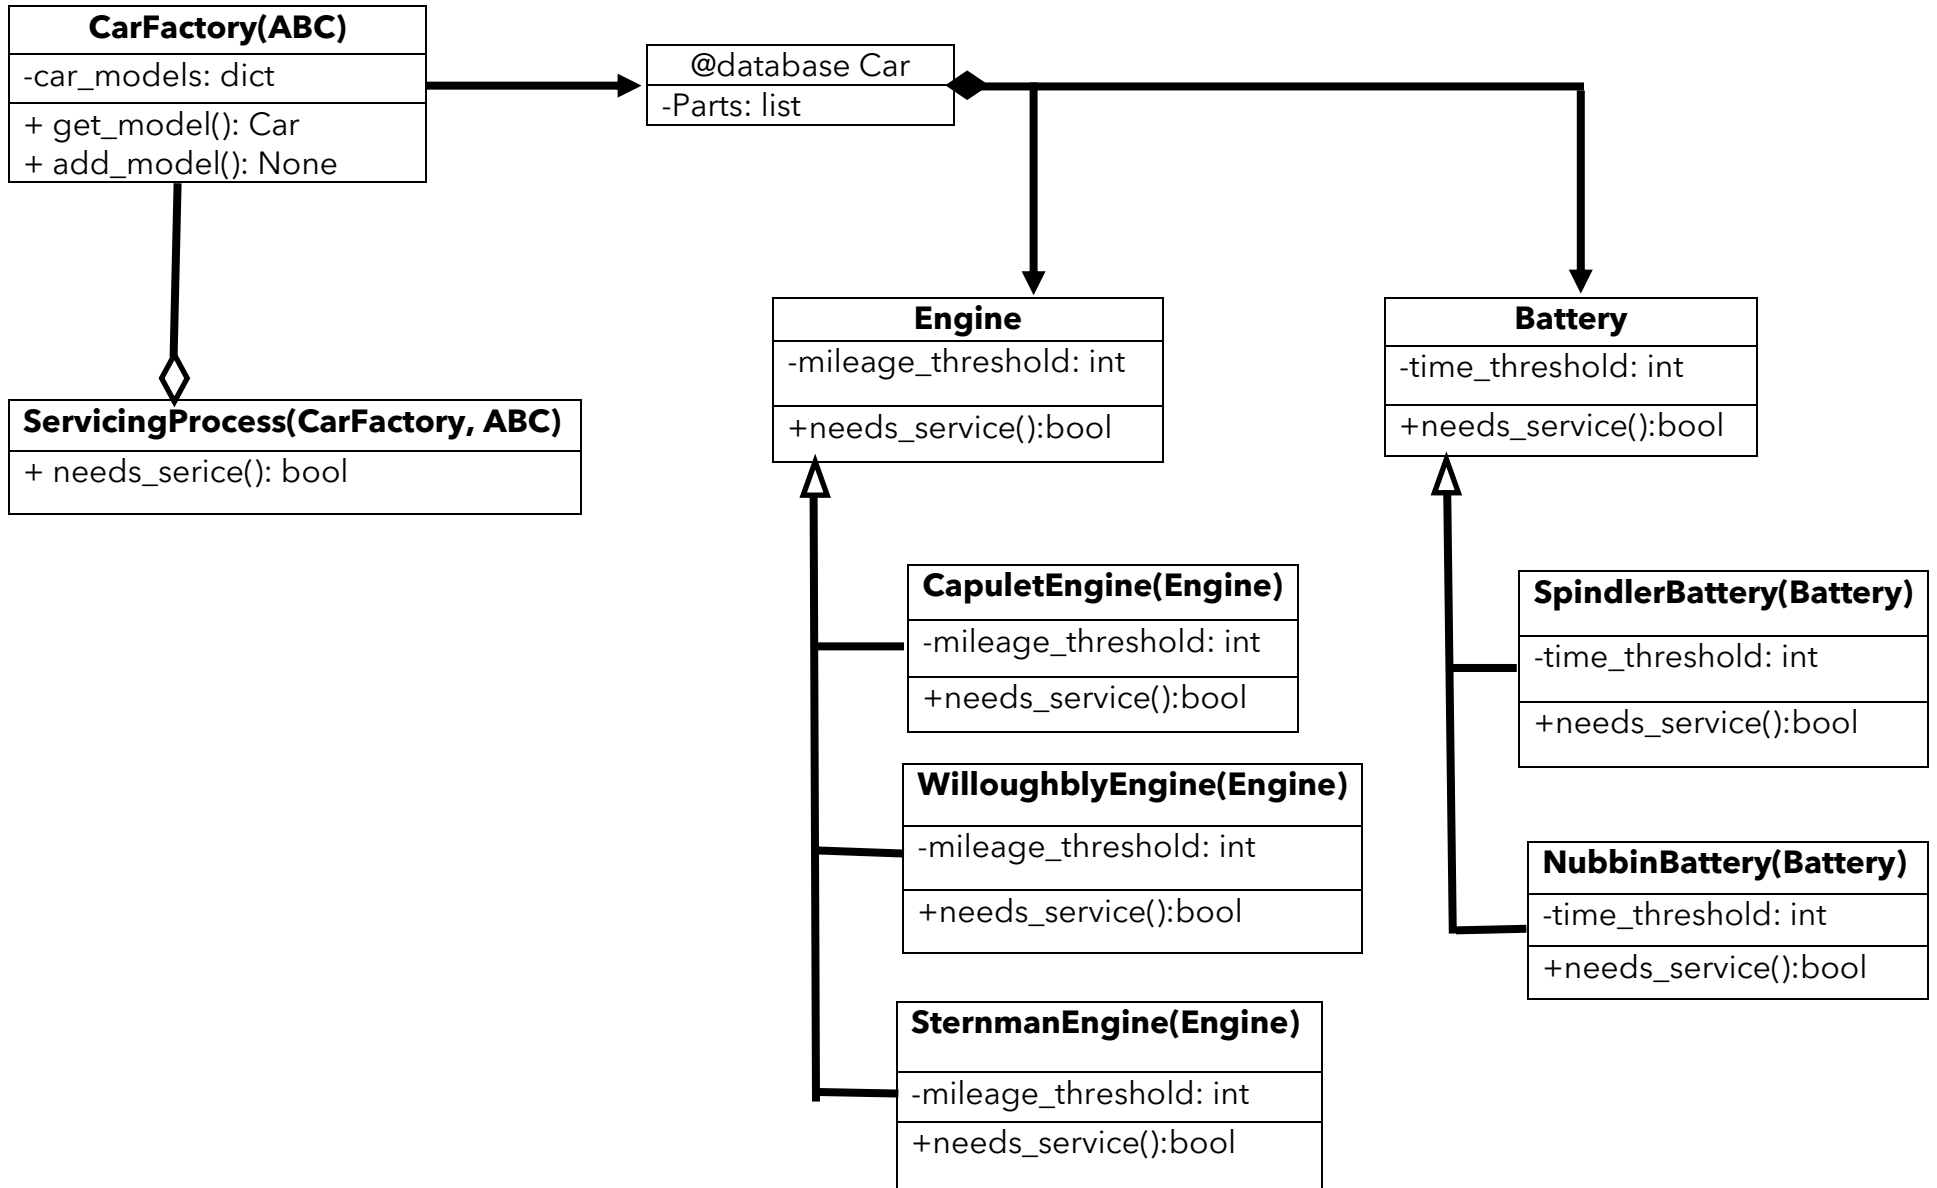 CarFactory(ABC)
-car_models: dict
+ get_model(): Car
+ add_model(): None
@database Car
-Parts: list
ServicingProcess(CarFactory, ABC)
+ needs_serice(): bool
Engine
-mileage_threshold: int
+needs_service():bool
Battery
-time_threshold: int
+needs_service():bool
CapuletEngine(Engine)
-mileage_threshold: int
+needs_service():bool
WilloughblyEngine(Engine)
-mileage_threshold: int
+needs_service():bool
SternmanEngine(Engine)
-mileage_threshold: int
+needs_service():bool
SpindlerBattery(Battery)
-time_threshold: int
+needs_service():bool
NubbinBattery(Battery)
-time_threshold: int
+needs_service():bool